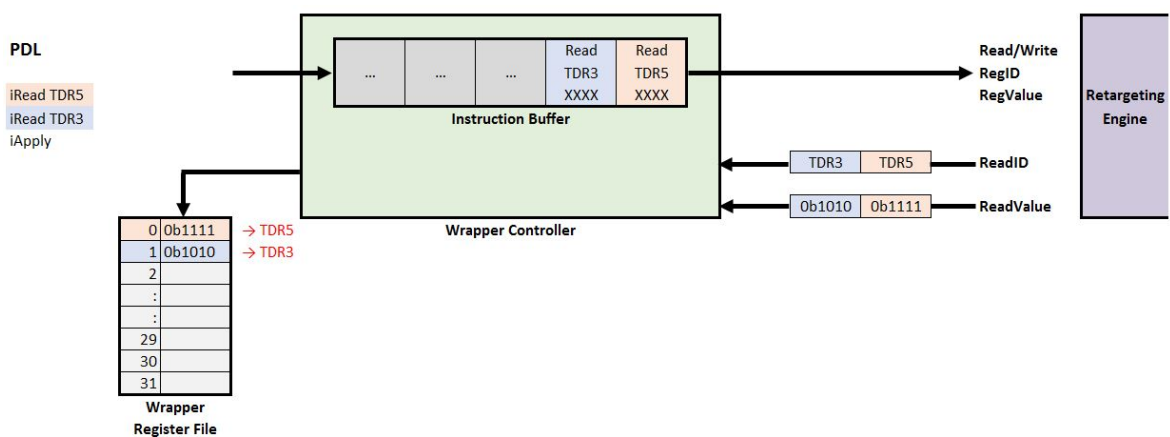 PDL
iRead TDR5
iRead TDR3
iApply
...
...
...
Read
TDR3
XXXX
Read
TDR5
XXXX
Instruction Buffer
Read/Write
RegID
RegValue
Retargeting
Engine
TDR3
TDR5
ReadID
0b1010
0b1111
ReadValue
Wrapper Controller
0 0b1111 → TDR5
1 0b1010 → TDR3
2
:
:
29
30
31
Wrapper
Register File